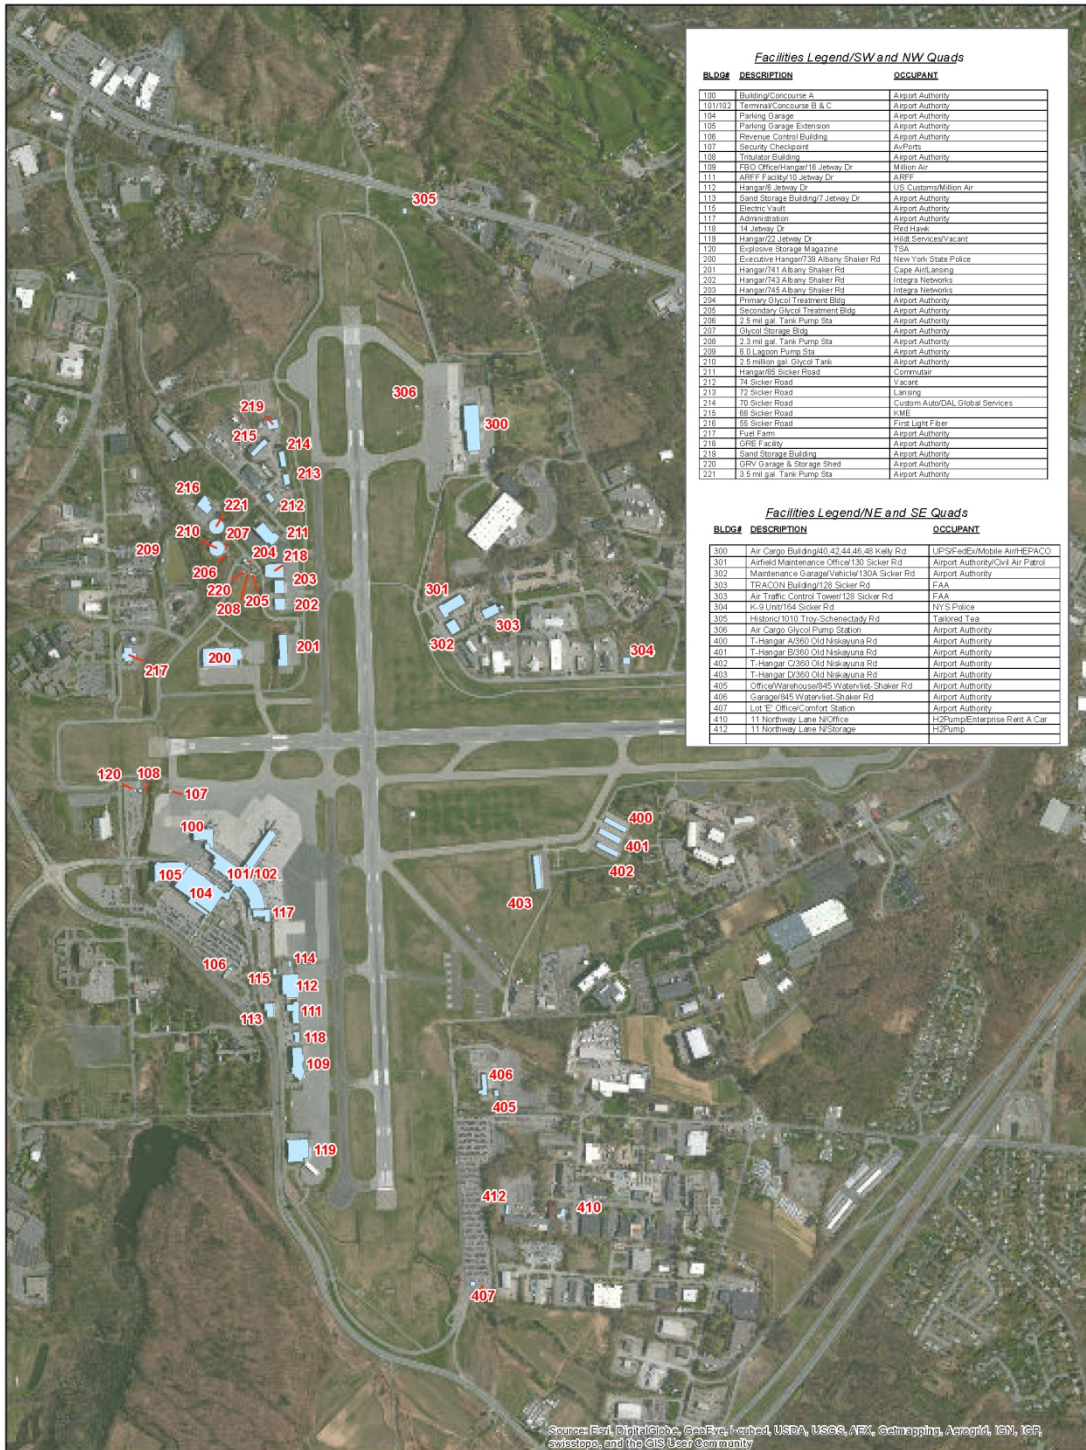 Facilities Legend/SW and NW Quads
BLDG# DESCRIPTION OCCUPANT
100 Building/Concourse A Airport Authority
101/102 Terminal/Concourse B & C Airport Authority
104 Parking Garage Airport Authority
105 Parking Garage Extension Airport Authority
106 Revenue Control Building Airport Authority
107 Security Checkpoint AvPorts
108 Tritulator Building Airport Authority
109 FBO Office/Hangar/18 Jetway Dr Million Air
111 ARFF Facility/10 Jetway Dr ARFF
112 Hangar/6 Jetway Dr US Customs/Million Air
113 Sand Storage Building/7 Jetway Dr Airport Authority
115 Electric Vault Airport Authority
117 Administration Airport Authority
118 14 Jetway Dr Red Hawk
119 Hangar/22 Jetway Dr Hildt Services/Vacant
120 Explosive Storage Magazine TSA
200 Executive Hangar/739 Albany Shaker Rd New York State Police
201 Hangar/741 Albany Shaker Rd Cape Air/Lansing
202 Hangar/743 Albany Shaker Rd Integra Networks
203 Hangar/745 Albany Shaker Rd Integra Networks
204 Primary Glycol Treatment Bldg Airport Authority
205 Secondary Glycol Treatment Bldg Airport Authority
206 2.5 mil gal. Tank Pump Sta Airport Authority
207 Glycol Storage Bldg Airport Authority
208 2.3 mil gal. Tank Pump Sta Airport Authority
209 6.0 Lagoon Pump Sta Airport Authority
210 2.5 million gal. Glycol Tank Airport Authority
211 Hangar/85 Sicker Road Commutair
212 74 Sicker Road Vacant
213 72 Sicker Road Lansing
214 70 Sicker Road Custom Auto/DAL Global Services
215 68 Sicker Road KME
216 55 Sicker Road First Light Fiber
217 Fuel Farm Airport Authority
218 GRE Facility Airport Authority
219 Sand Storage Building Airport Authority
220 GRV Garage & Storage Shed Airport Authority
221 3.5 mil gal. Tank Pump Sta Airport Authority
Facilities Legend/NE and SE Quads
BLDG# DESCRIPTION OCCUPANT
300 Air Cargo Building/40,42,44,46,48 Kelly Rd UPS/FedEx/Mobile Air/HEPACO
301 Airfield Maintenance Office/130 Sicker Rd Airport Authority/Civil Air Patrol
302 Maintenance Garage/Vehicle/130A Sicker Rd Airport Authority
303 TRACON Building/128 Sicker Rd FAA
303 Air Traffic Control Tower/128 Sicker Rd FAA
304 K-9 Unit/164 Sicker Rd NYS Police
305 Historic/1010 Troy-Schenectady Rd Tailored Tea
306 Air Cargo Glycol Pump Station Airport Authority
400 T-Hangar A/360 Old Niskayuna Rd Airport Authority
401 T-Hangar B/360 Old Niskayuna Rd Airport Authority
402 T-Hangar C/360 Old Niskayuna Rd Airport Authority
403 T-Hangar D/360 Old Niskayuna Rd Airport Authority
405 Office/Warehouse/845 Watervliet-Shaker Rd Airport Authority
406 Garage/845 Watervliet-Shaker Rd Airport Authority
407 Lot 'E' Office/Comfort Station Airport Authority
410 11 Northway Lane N/Office H2Pump/Enterprise Rent A Car
412 11 Northway Lane N/Storage H2Pump
305
306
300
219
215
214
213
212
216
221
207
211
210
209
204
218
206
203
220
205
202
208
301
303
302
201
304
200
217
120
108
107
400
100
401
101/102
105
402
104
403
117
114
106
115
112
113
111
118
109
406
405
119
412
410
407
Source: Esri, DigitalGlobe, GeoEye, i-cubed, USDA, USGS, AEX, Getmapping, Aerogrid, IGN, IGP,
swisstopo, and the GIS User Community